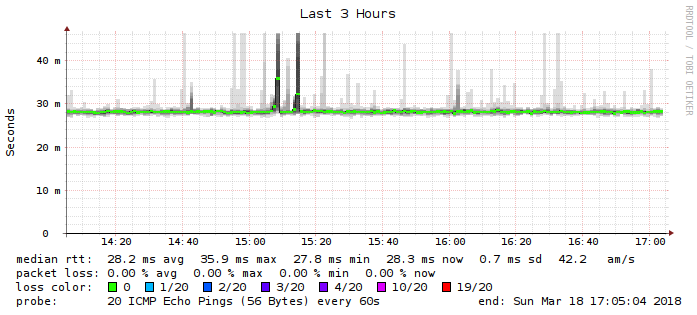 Last 3 Hours
RRDTOOL / TOBI OETIKER
Seconds
40 m
30 m
20 m
10 m
0
14:20 14:40 15:00 15:20 15:40 16:00 16:20 16:40 17:00
median rtt: 28.2 ms avg 35.9 ms max 27.8 ms min 28.3 ms now 0.7 ms sd 42.2 am/s
packet loss: 0.00 % avg 0.00 % max 0.00 % min 0.00 % now
loss color: 0 1/20 2/20 3/20 4/20 10/20 19/20
probe: 20 ICMP Echo Pings (56 Bytes) every 60s end: Sun Mar 18 17:05:04 2018